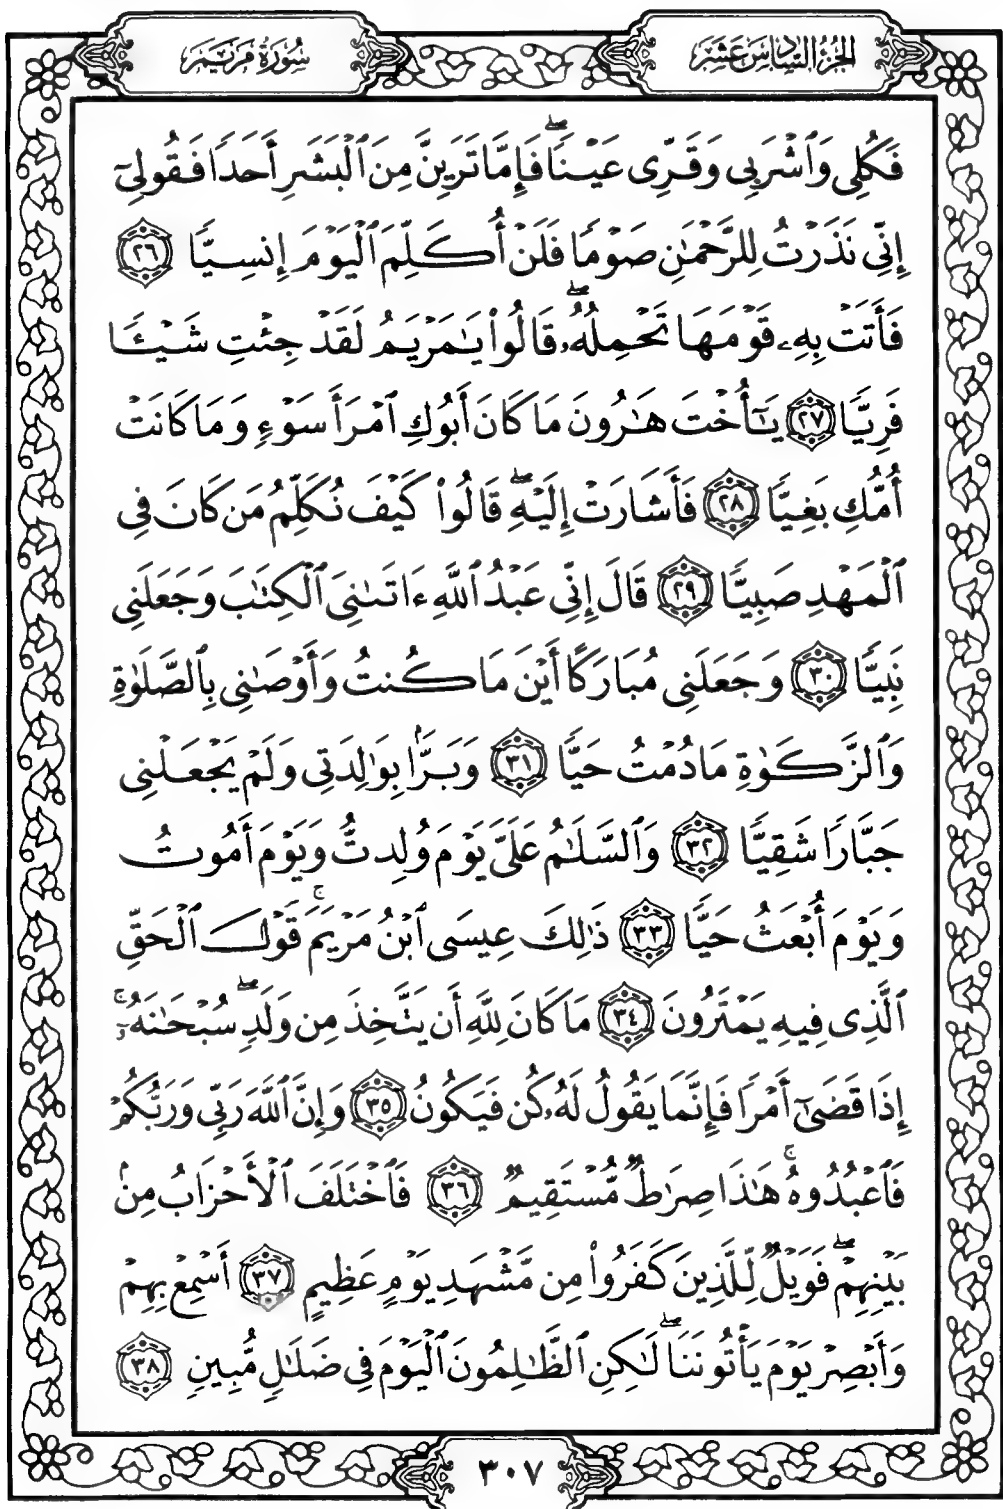 الجزء السادس عشر
سورة مريم
فَكُلِى وَٱشْرَبِى وَقَرِّى عَيْنًاۖ فَإِمَّا تَرَيِنَّ مِنَ ٱلْبَشَرِ أَحَدًا فَقُولِىٓ
إِنِّى نَذَرْتُ لِلرَّحْمَٰنِ صَوْمًا فَلَنْ أُكَلِّمَ ٱلْيَوْمَ إِنسِيًّا ٢٦
فَأَتَتْ بِهِۦ قَوْمَهَا تَحْمِلُهُۥۖ قَالُوا۟ يَٰمَرْيَمُ لَقَدْ جِئْتِ شَيْـًٔا
فَرِيًّا ٢٧ يَٰٓأُخْتَ هَٰرُونَ مَا كَانَ أَبُوكِ ٱمْرَأَ سَوْءٍ وَمَا كَانَتْ
أُمُّكِ بَغِيًّا ٢٨ فَأَشَارَتْ إِلَيْهِۖ قَالُوا۟ كَيْفَ نُكَلِّمُ مَن كَانَ فِى
ٱلْمَهْدِ صَبِيًّا ٢٩ قَالَ إِنِّى عَبْدُ ٱللَّهِ ءَاتَىٰنِىَ ٱلْكِتَٰبَ وَجَعَلَنِى
نَبِيًّا ٣٠ وَجَعَلَنِى مُبَارَكًا أَيْنَ مَا كُنتُ وَأَوْصَٰنِى بِٱلصَّلَوٰةِ
وَٱلزَّكَوٰةِ مَا دُمْتُ حَيًّا ٣١ وَبَرًّۢا بِوَٰلِدَتِى وَلَمْ يَجْعَلْنِى
جَبَّارًا شَقِيًّا ٣٢ وَٱلسَّلَٰمُ عَلَىَّ يَوْمَ وُلِدتُّ وَيَوْمَ أَمُوتُ
وَيَوْمَ أُبْعَثُ حَيًّا ٣٣ ذَٰلِكَ عِيسَى ٱبْنُ مَرْيَمَۚ قَوْلَ ٱلْحَقِّ
ٱلَّذِى فِيهِ يَمْتَرُونَ ٣٤ مَا كَانَ لِلَّهِ أَن يَتَّخِذَ مِن وَلَدٍۖ سُبْحَٰنَهُۥٓۚ
إِذَا قَضَىٰٓ أَمْرًا فَإِنَّمَا يَقُولُ لَهُۥ كُن فَيَكُونُ ٣٥ وَإِنَّ ٱللَّهَ رَبِّى وَرَبُّكُمْ
فَٱعْبُدُوهُۚ هَٰذَا صِرَٰطٌ مُّسْتَقِيمٌ ٣٦ فَٱخْتَلَفَ ٱلْأَحْزَابُ مِنۢ
بَيْنِهِمْۖ فَوَيْلٌ لِّلَّذِينَ كَفَرُوا۟ مِن مَّشْهَدِ يَوْمٍ عَظِيمٍ ٣٧ أَسْمِعْ بِهِمْ
وَأَبْصِرْ يَوْمَ يَأْتُونَنَاۖ لَٰكِنِ ٱلظَّٰلِمُونَ ٱلْيَوْمَ فِى ضَلَٰلٍ مُّبِينٍ ٣٨
٣٠٧